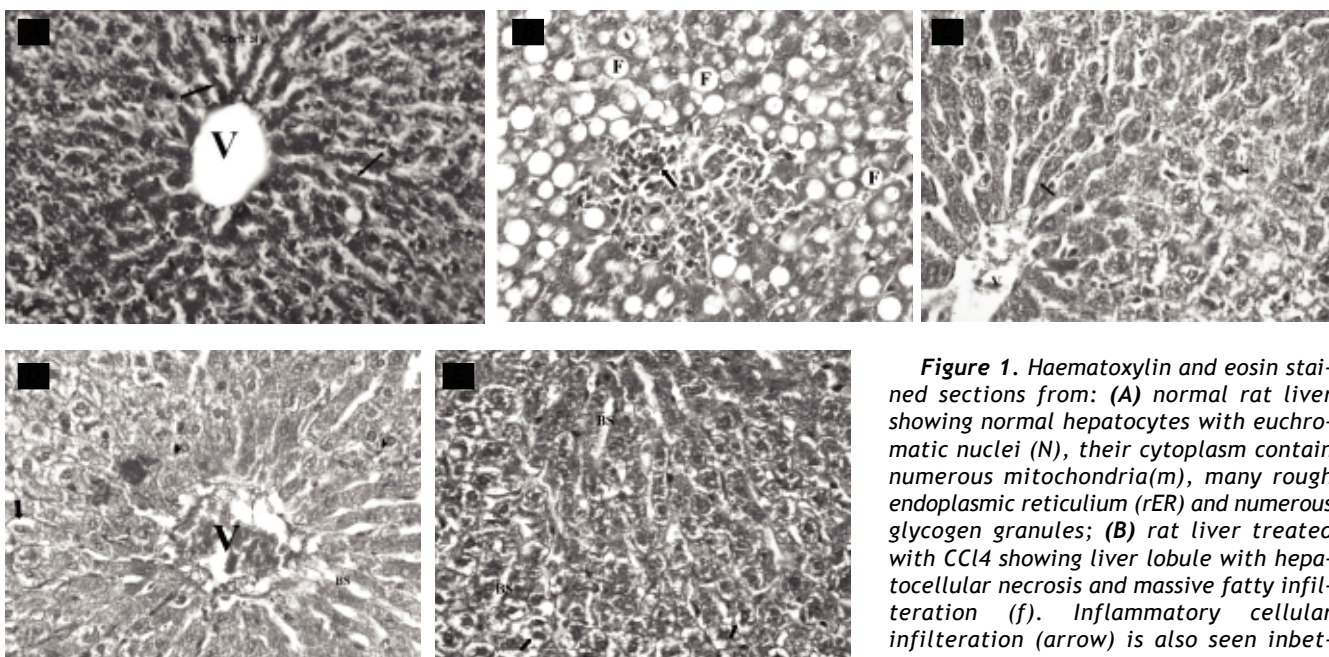 A
V
B
F
F
F
C
V
BS
E
BS
BS
Figure 1. Haematoxylin and eosin stai-
ned sections from: (A) normal rat liver
showing normal hepatocytes with euchro-
matic nuclei (N), their cytoplasm contain
numerous mitochondria(m), many rough
endoplasmic reticulium (rER) and numerous
glycogen granules; (B) rat liver treated
with CCl4 showing liver lobule with hepa-
tocellular necrosis and massive fatty infil-
teration (f). Inflammatory cellular
infilteration (arrow) is also seen inbet-